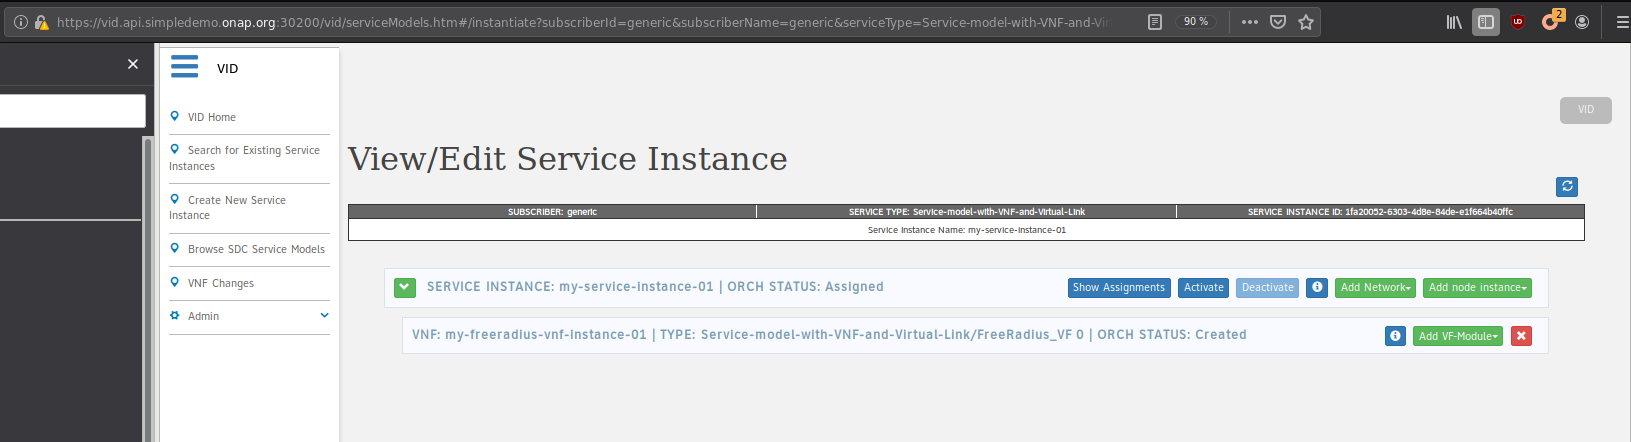 https://vid.api.simpledemo.onap.org:30200/vid/serviceModels.htm#/instantiate?subscriberId=generic&subscriberName=generic&serviceType=Service-model-with-VNF-and-Vir
90 %
2
VID
VID Home
Search for Existing Service
Instances
Create New Service
Instance
Browse SDC Service Models
VNF Changes
Admin
VID
View/Edit Service Instance
SUBSCRIBER: generic SERVICE TYPE: Service-model-with-VNF-and-Virtual-Link SERVICE INSTANCE ID: 1fa20052-6303-4d8e-84de-e1f664b40ffc
Service Instance Name: my-service-instance-01
SERVICE INSTANCE: my-service-instance-01 | ORCH STATUS: Assigned Show Assignments Activate Deactivate Add Network Add node instance
VNF: my-freeradius-vnf-instance-01 | TYPE: Service-model-with-VNF-and-Virtual-Link/FreeRadius_VF 0 | ORCH STATUS: Created Add VF-Module